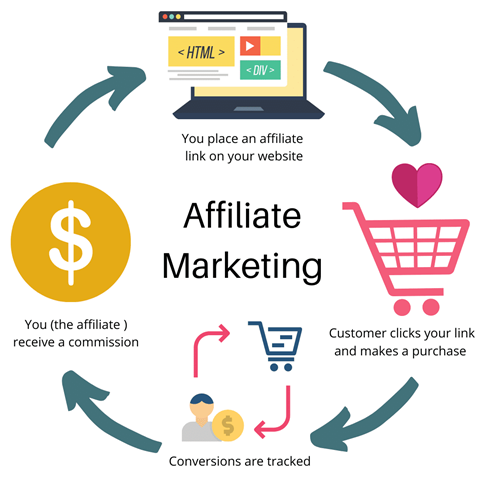 < HTML >
< DIV >
You place an affiliate
link on your website
Affiliate
Marketing
$
You (the affiliate )
receive a commission
Customer clicks your link
and makes a purchase
$
Conversions are tracked